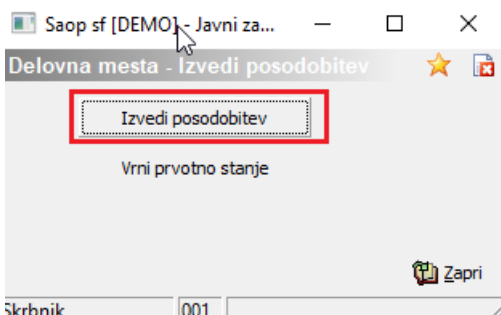 Saop sf [DEMO] - Javni za...
Delovna mesta - Izvedi posodobitev
Izvedi posodobitev
Vrni prvotno stanje
Zapri
Skrbnik 001